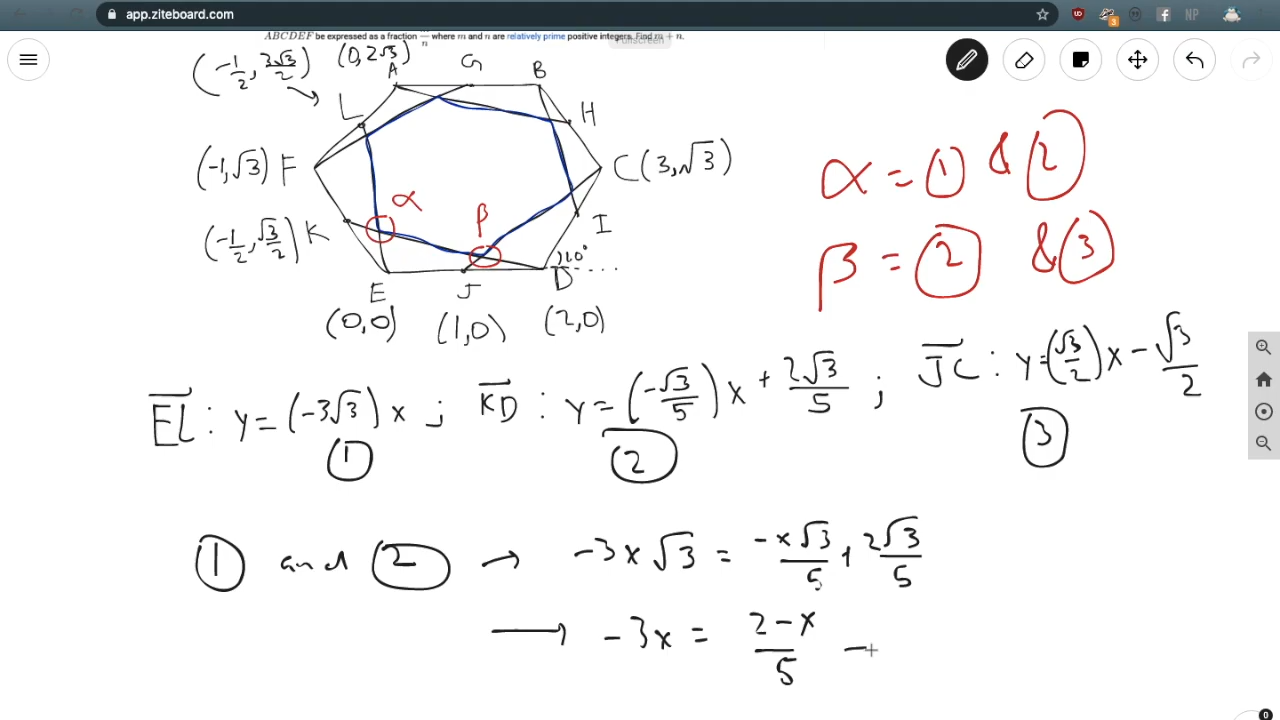 app.ziteboard.com
ABCDEF be expressed as a fraction m/n where m and n are relatively prime positive integers. Find m + n.
Fullscreen
(-1/2, 3√3/2) (0,2√3) A G B
L H
(-1,√3) F C(3,√3)
α = ① & ②
α β
(-1/2, √3/2) K I
β = ② & ③
E J D
(0,0) (1,0) (2,0)
EL : y = (-3√3)x ; KD : y = (-√3/5)x + 2√3/5 ; JC : y = (√3/2)x - √3/2
① ② ③
① and ② → -3x√3 = -x√3/5 + 2√3/5
→ -3x = 2-x/5